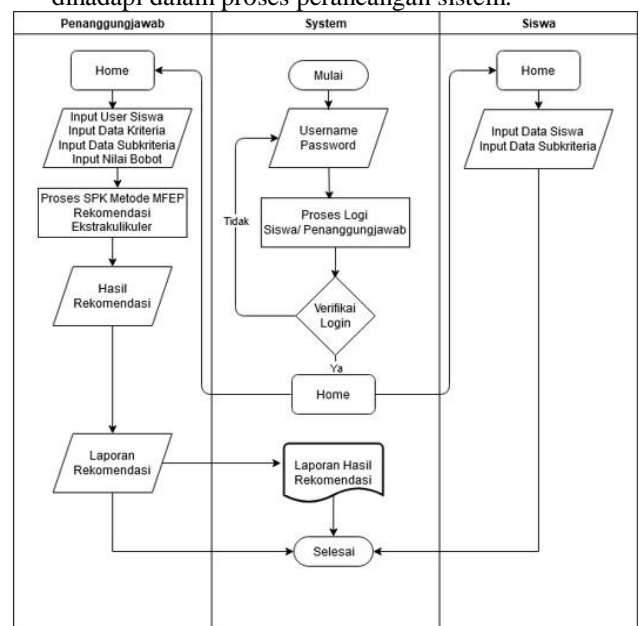 dihadapi dalam proses perancangan sistem.
Penanggungjawab
System
Siswa
Home
Input User Siswa
Input Data Kriteria
Input Data Subkriteria
Input Nilai Bobot
Proses SPK Metode MFEP
Rekomendasi
Ekstrakulikuler
Hasil
Rekomendasi
Laporan
Rekomendasi
Mulai
Username
Password
Tidak
Proses Logi
Siswa/ Penanggungjawab
Verifikai
Login
Ya
Home
Laporan Hasil
Rekomendasi
Selesai
Home
Input Data Siswa
Input Data Subkriteria